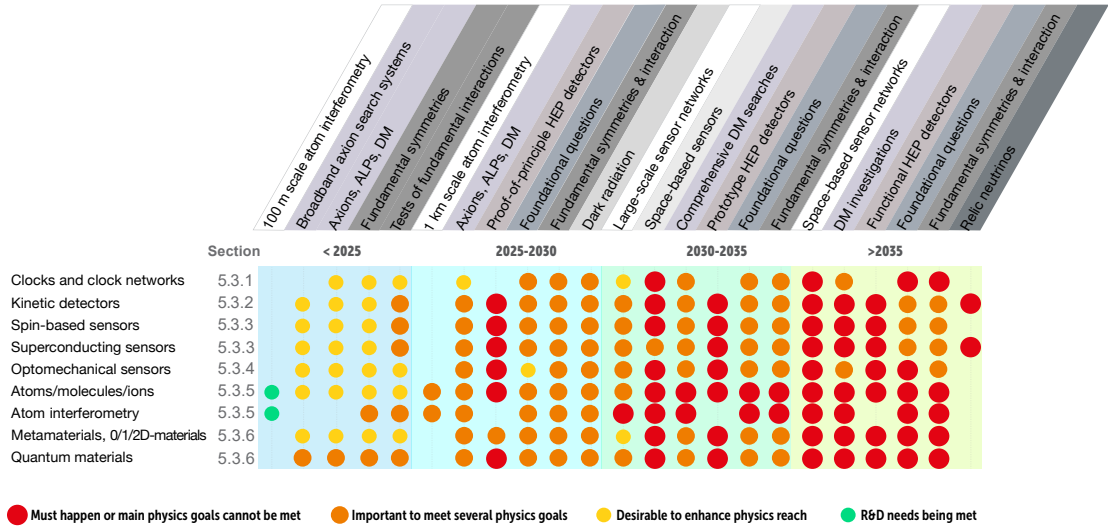 100 m scale atom interferometry
Broadband axion search systems
Axions, ALPs, DM
Fundamental symmetries
Tests of fundamental interactions
1 km scale atom interferometry
Axions, ALPs, DM
Proof-of-principle HEP detectors
Foundational questions
Fundamental symmetries & interaction
Dark radiation
Large-scale sensor networks
Space-based sensors
Comprehensive DM searches
Prototype HEP detectors
Foundational questions
Fundamental symmetries & interaction
Space-based sensor networks
DM investigations
Functional HEP detectors
Foundational questions
Fundamental symmetries & interaction
Relic neutrinos
Section < 2025 2025-2030 2030-2035 >2035
Clocks and clock networks 5.3.1
Kinetic detectors 5.3.2
Spin-based sensors 5.3.3
Superconducting sensors 5.3.3
Optomechanical sensors 5.3.4
Atoms/molecules/ions 5.3.5
Atom interferometry 5.3.5
Metamaterials, 0/1/2D-materials 5.3.6
Quantum materials 5.3.6
Must happen or main physics goals cannot be met Important to meet several physics goals Desirable to enhance physics reach R&D needs being met